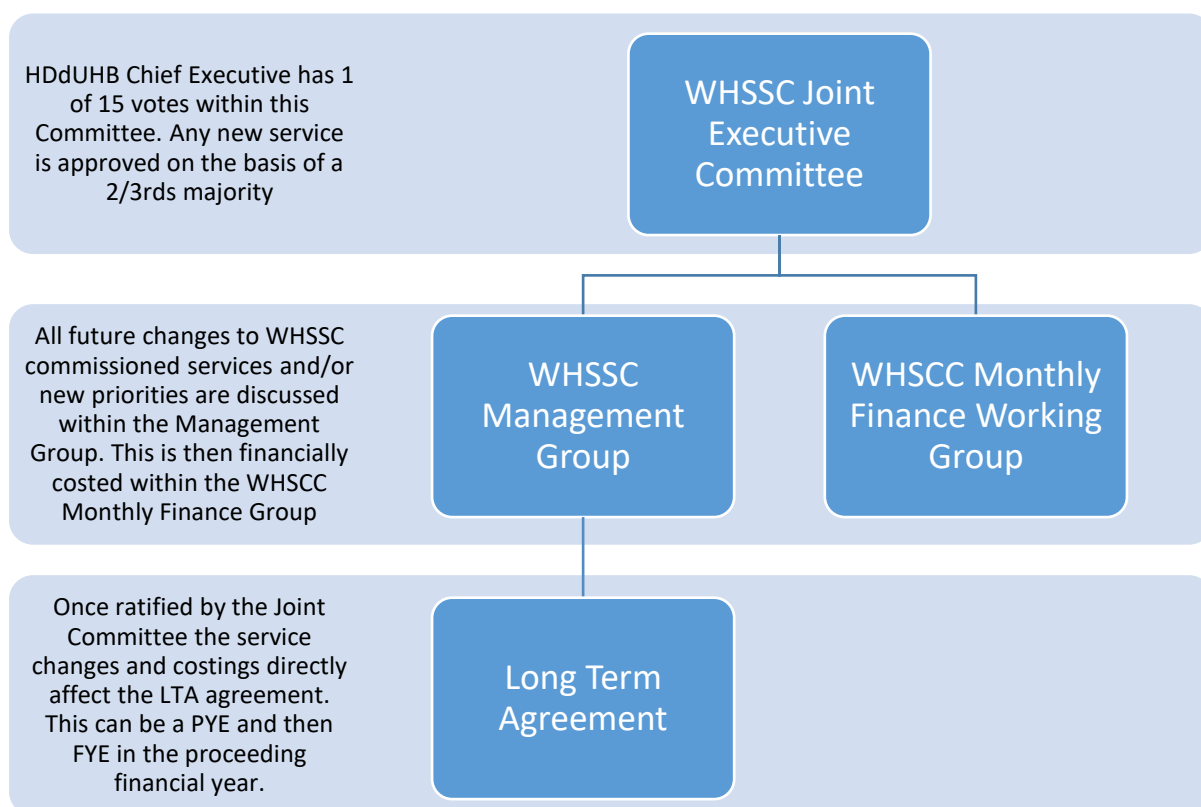 HDdUHB Chief Executive has 1
of 15 votes within this
Committee. Any new service
is approved on the basis of a
2/3rds majority
WHSSC Joint
Executive
Committee
All future changes to WHSSC
commissioned services and/or
new priorities are discussed
within the Management
Group. This is then financially
costed within the WHSCC
Monthly Finance Group
WHSSC
Management
Group
WHSCC Monthly
Finance Working
Group
Once ratified by the Joint
Committee the service
changes and costings directly
affect the LTA agreement.
This can be a PYE and then
FYE in the proceeding
financial year.
Long Term
Agreement